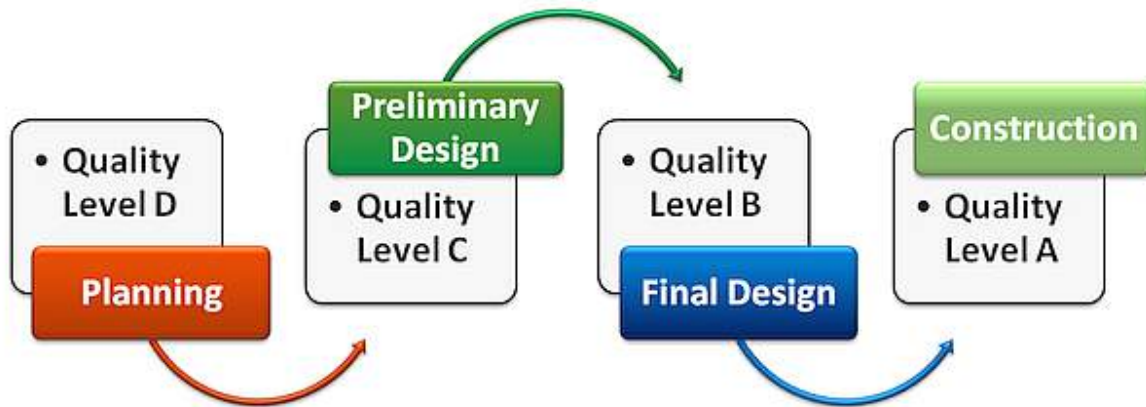 • Quality
Level D
Planning
Preliminary
Design
• Quality
Level C
• Quality
Level B
Final Design
Construction
• Quality
Level A